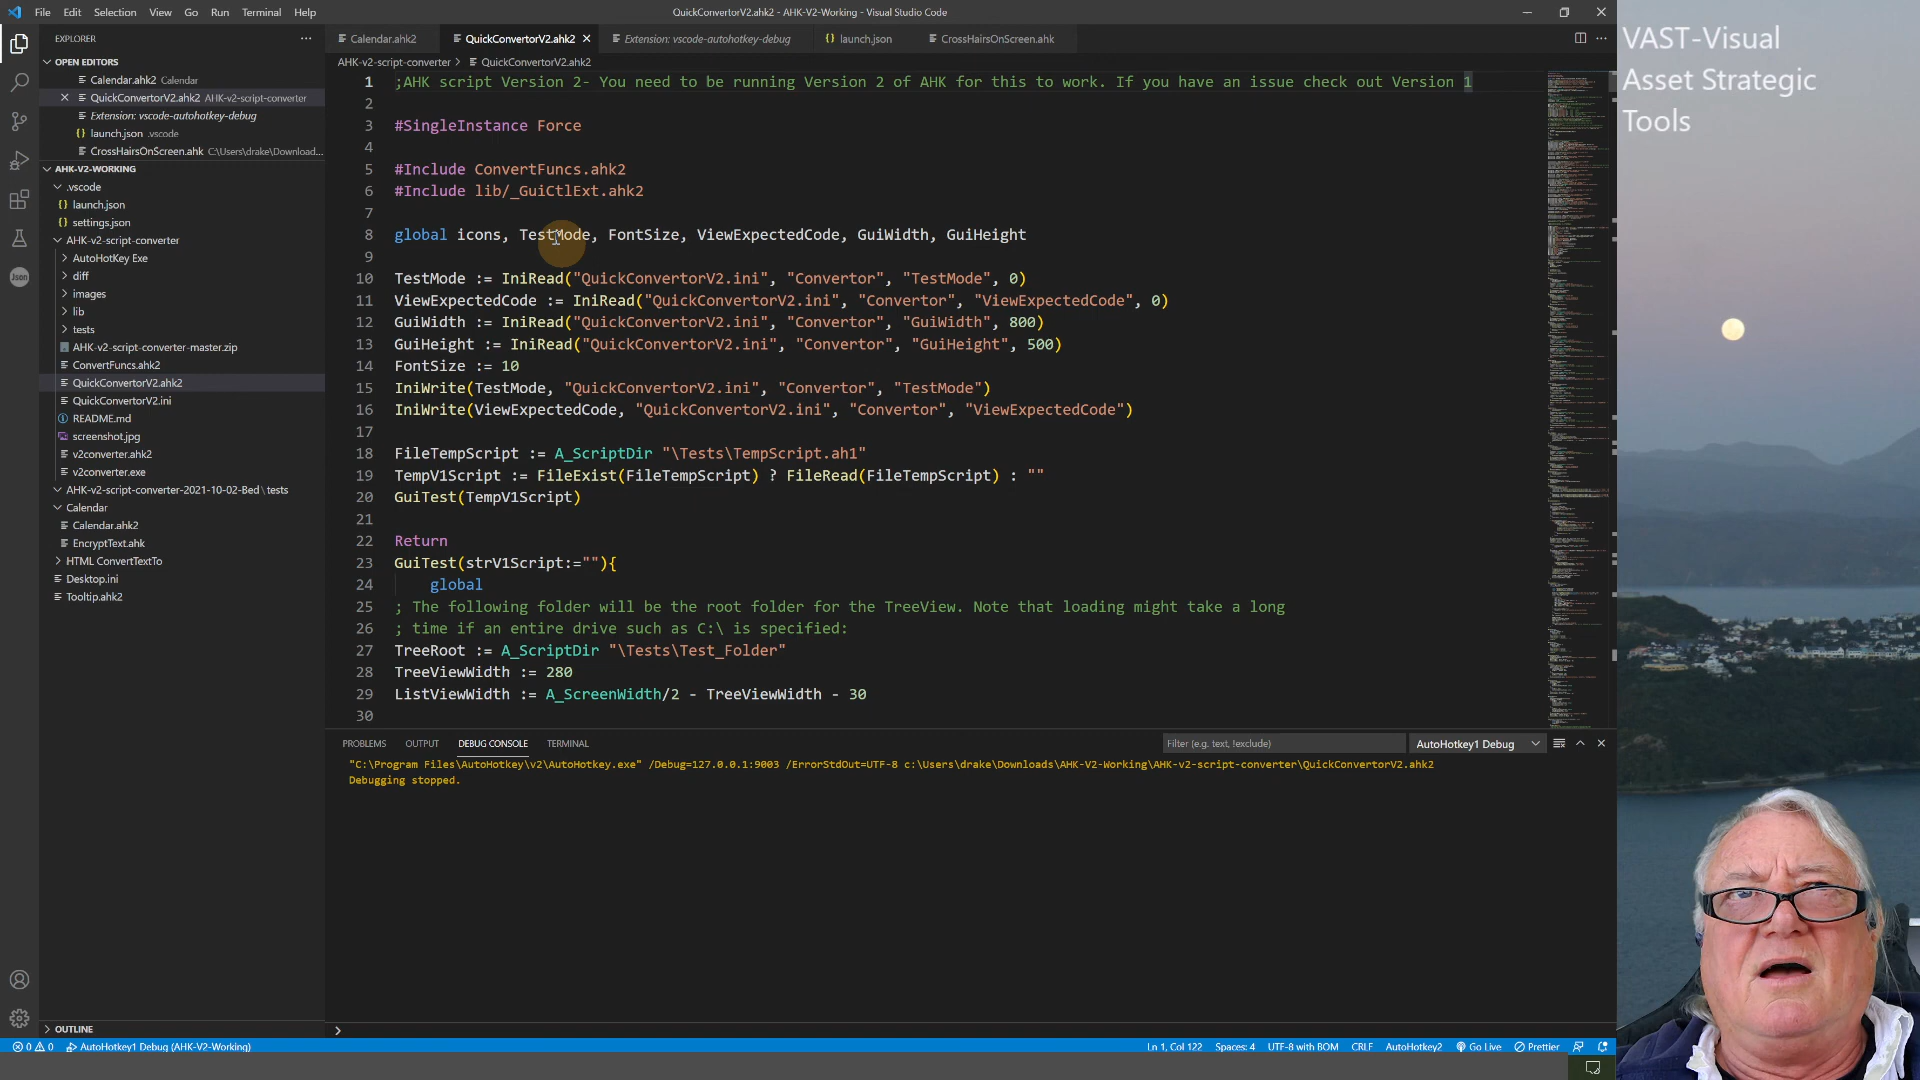 File Edit Selection View Go Run Terminal Help
QuickConvertorV2.ahk2 - AHK-V2-Working - Visual Studio Code
VAST-Visual
Asset Strategic
Tools
EXPLORER
OPEN EDITORS
Calendar.ahk2 Calendar
QuickConvertorV2.ahk2 AHK-v2-script-converter
Extension: vscode-autohotkey-debug
launch.json .vscode
CrossHairsOnScreen.ahk C:\Users\drake\Download...
AHK-V2-WORKING
.vscode
launch.json
settings.json
AHK-v2-script-converter
AutoHotKey Exe
diff
images
lib
tests
AHK-v2-script-converter-master.zip
ConvertFuncs.ahk2
QuickConvertorV2.ahk2
QuickConvertorV2.ini
README.md
screenshot.jpg
v2converter.ahk2
v2converter.exe
AHK-v2-script-converter-2021-10-02-Bed\tests
Calendar
Calendar.ahk2
EncryptText.ahk
HTML ConvertTextTo
Desktop.ini
Tooltip.ahk2
OUTLINE
Calendar.ahk2 QuickConvertorV2.ahk2 Extension: vscode-autohotkey-debug launch.json CrossHairsOnScreen.ahk
AHK-v2-script-converter > QuickConvertorV2.ahk2
1 ;AHK script Version 2- You need to be running Version 2 of AHK for this to work. If you have an issue check out Version 1
2
3 #SingleInstance Force
4
5 #Include ConvertFuncs.ahk2
6 #Include lib/_GuiCtlExt.ahk2
7
8 global icons, TestMode, FontSize, ViewExpectedCode, GuiWidth, GuiHeight
9
10 TestMode := IniRead("QuickConvertorV2.ini", "Convertor", "TestMode", 0)
11 ViewExpectedCode := IniRead("QuickConvertorV2.ini", "Convertor", "ViewExpectedCode", 0)
12 GuiWidth := IniRead("QuickConvertorV2.ini", "Convertor", "GuiWidth", 800)
13 GuiHeight := IniRead("QuickConvertorV2.ini", "Convertor", "GuiHeight", 500)
14 FontSize := 10
15 IniWrite(TestMode, "QuickConvertorV2.ini", "Convertor", "TestMode")
16 IniWrite(ViewExpectedCode, "QuickConvertorV2.ini", "Convertor", "ViewExpectedCode")
17
18 FileTempScript := A_ScriptDir "\Tests\TempScript.ah1"
19 TempV1Script := FileExist(FileTempScript) ? FileRead(FileTempScript) : ""
20 GuiTest(TempV1Script)
21
22 Return
23 GuiTest(strV1Script:=""){
24 global
25 ; The following folder will be the root folder for the TreeView. Note that loading might take a long
26 ; time if an entire drive such as C:\ is specified:
27 TreeRoot := A_ScriptDir "\Tests\Test_Folder"
28 TreeViewWidth := 280
29 ListViewWidth := A_ScreenWidth/2 - TreeViewWidth - 30
30
PROBLEMS OUTPUT DEBUG CONSOLE TERMINAL Filter (e.g. text, !exclude) AutoHotkey1 Debug
"C:\Program Files\AutoHotkey\v2\AutoHotkey.exe" /Debug=127.0.0.1:9003 /ErrorStdOut=UTF-8 c:\Users\drake\Downloads\AHK-V2-Working\AHK-v2-script-converter\QuickConvertorV2.ahk2
Debugging stopped.
0 0 AutoHotkey1 Debug (AHK-V2-Working) Ln 1, Col 122 Spaces: 4 UTF-8 with BOM CRLF AutoHotkey2 Go Live Prettier